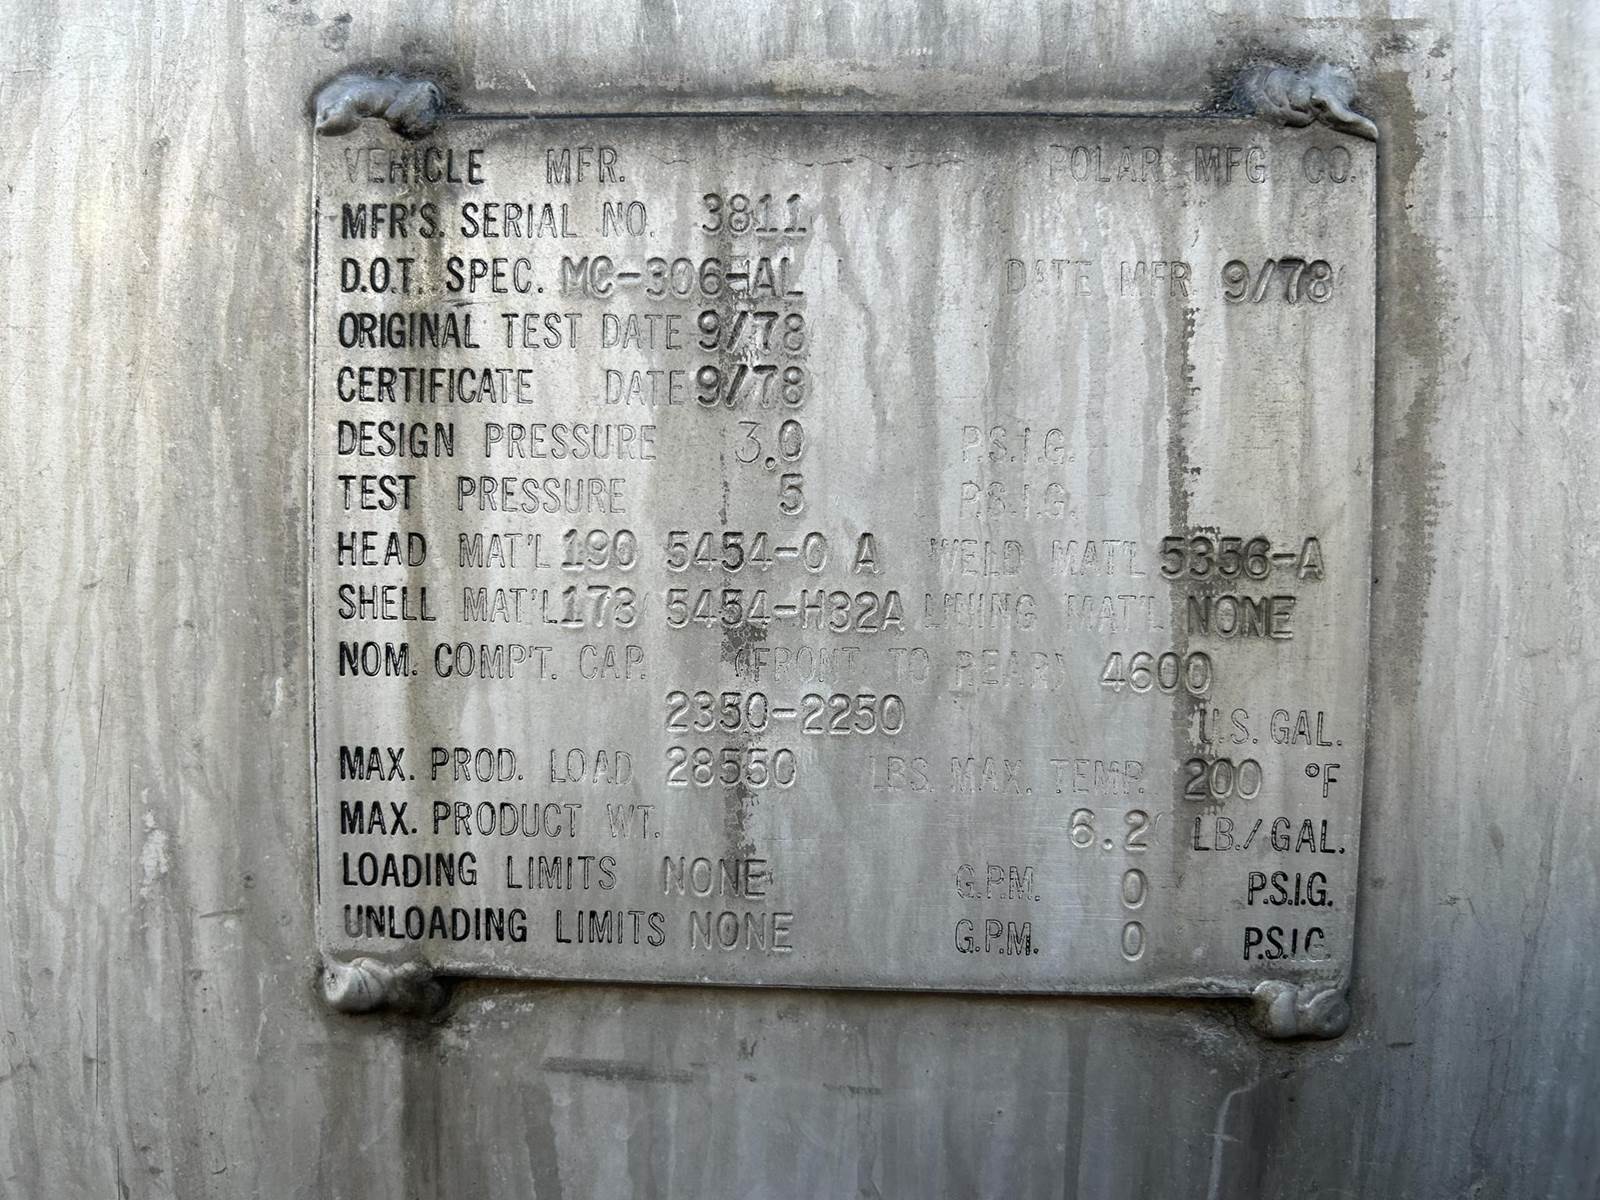 VEHICLE MFR. POLAR MFG CO.
MFR'S. SERIAL NO. 3811
D.O.T. SPEC. MC-306-AL DATE MFR 9/78
ORIGINAL TEST DATE 9/78
CERTIFICATE DATE 9/78
DESIGN PRESSURE 3.0 P.S.I.G.
TEST PRESSURE 5 P.S.I.G.
HEAD MAT'L 190 5454-0 A WELD MAT'L 5356-A
SHELL MAT'L 173 5454-H32A LINING MAT'L NONE
NOM. COMP'T. CAP. (FRONT TO REAR) 4600
2350-2250 U.S. GAL.
MAX. PROD. LOAD 28550 LBS. MAX. TEMP. 200 °F
MAX. PRODUCT WT. 6.2 LB./GAL.
LOADING LIMITS NONE G.P.M. 0 P.S.I.G.
UNLOADING LIMITS NONE G.P.M. 0 P.S.I.G.